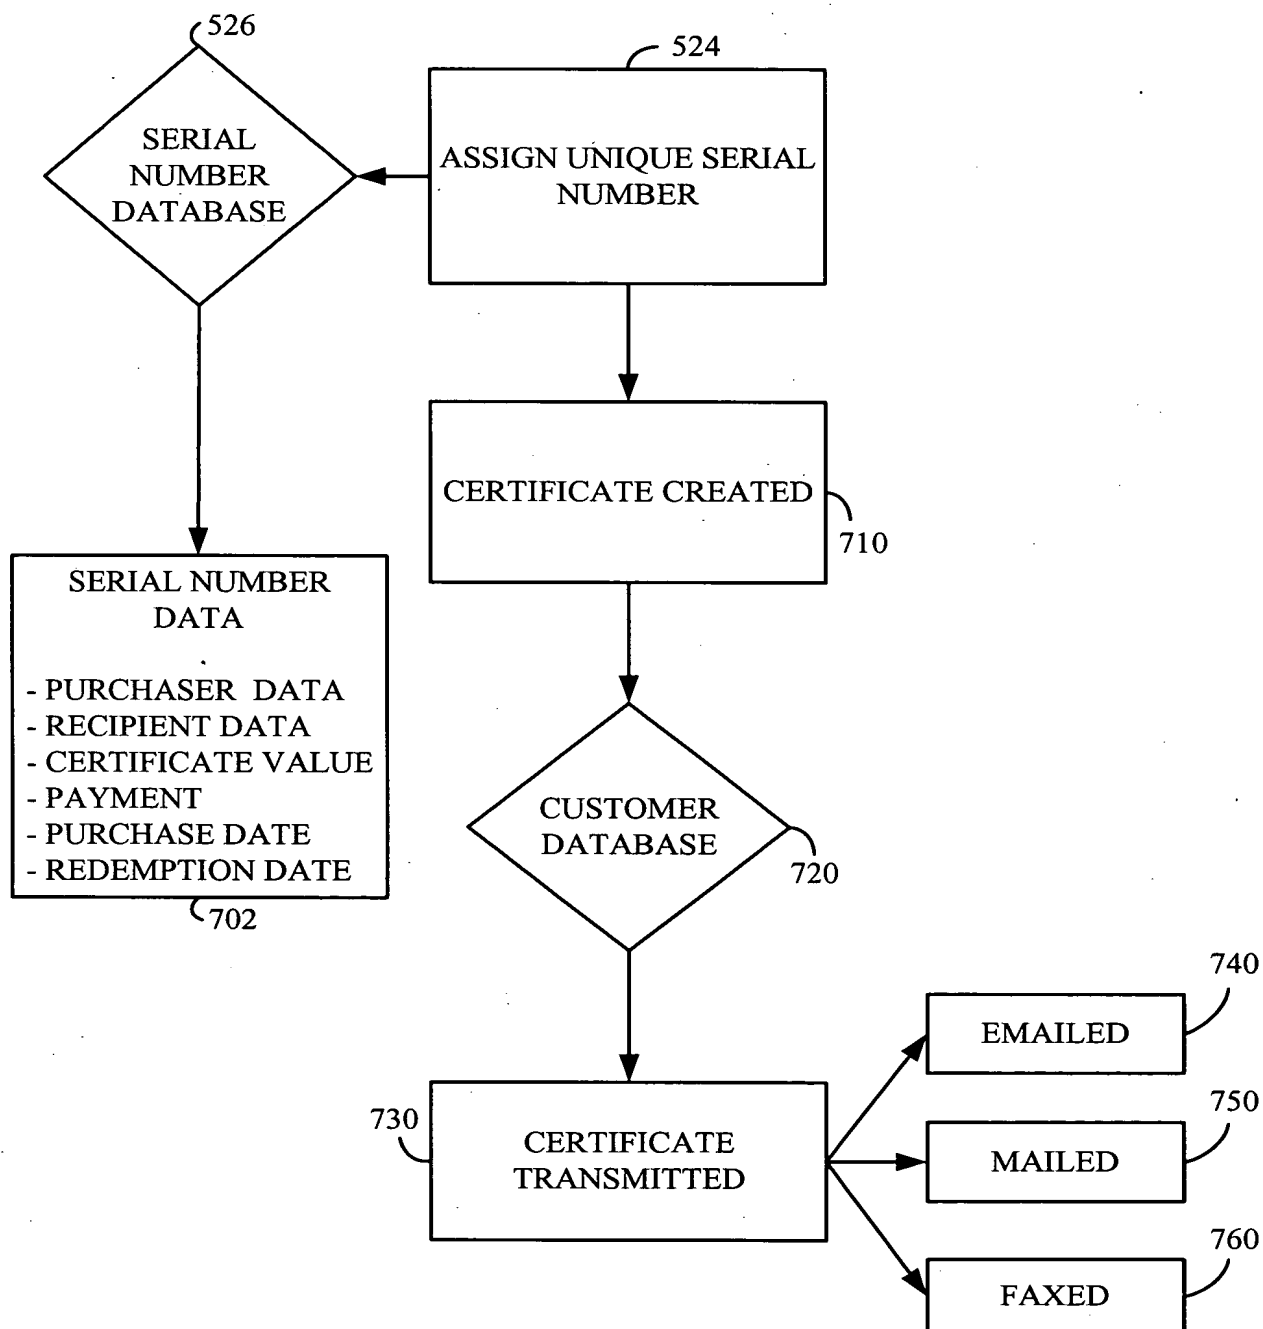 526
524
SERIAL
NUMBER
DATABASE
ASSIGN UNIQUE SERIAL
NUMBER
CERTIFICATE CREATED
710
SERIAL NUMBER
DATA
- PURCHASER DATA
- RECIPIENT DATA
- CERTIFICATE VALUE
- PAYMENT
- PURCHASE DATE
- REDEMPTION DATE
702
CUSTOMER
DATABASE
720
730
CERTIFICATE
TRANSMITTED
740
EMAILED
750
MAILED
760
FAXED